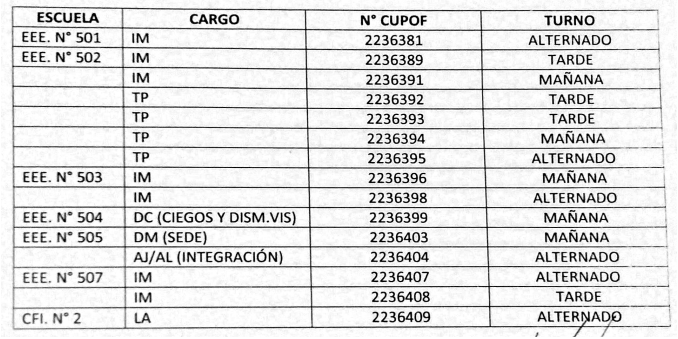 ESCUELA CARGO N° CUPOF TURNO
EEE. N° 501 IM 2236381 ALTERNADO
EEE. N° 502 IM 2236389 TARDE
IM 2236391 MAÑANA
TP 2236392 TARDE
TP 2236393 TARDE
TP 2236394 MAÑANA
TP 2236395 ALTERNADO
EEE. N° 503 IM 2236396 MAÑANA
IM 2236398 ALTERNADO
EEE. N° 504 DC (CIEGOS Y DISM.VIS) 2236399 MAÑANA
EEE. N° 505 DM (SEDE) 2236403 MAÑANA
AJ/AL (INTEGRACIÓN) 2236404 ALTERNADO
EEE. N° 507 IM 2236407 ALTERNADO
IM 2236408 TARDE
CFI. N° 2 LA 2236409 ALTERNADO